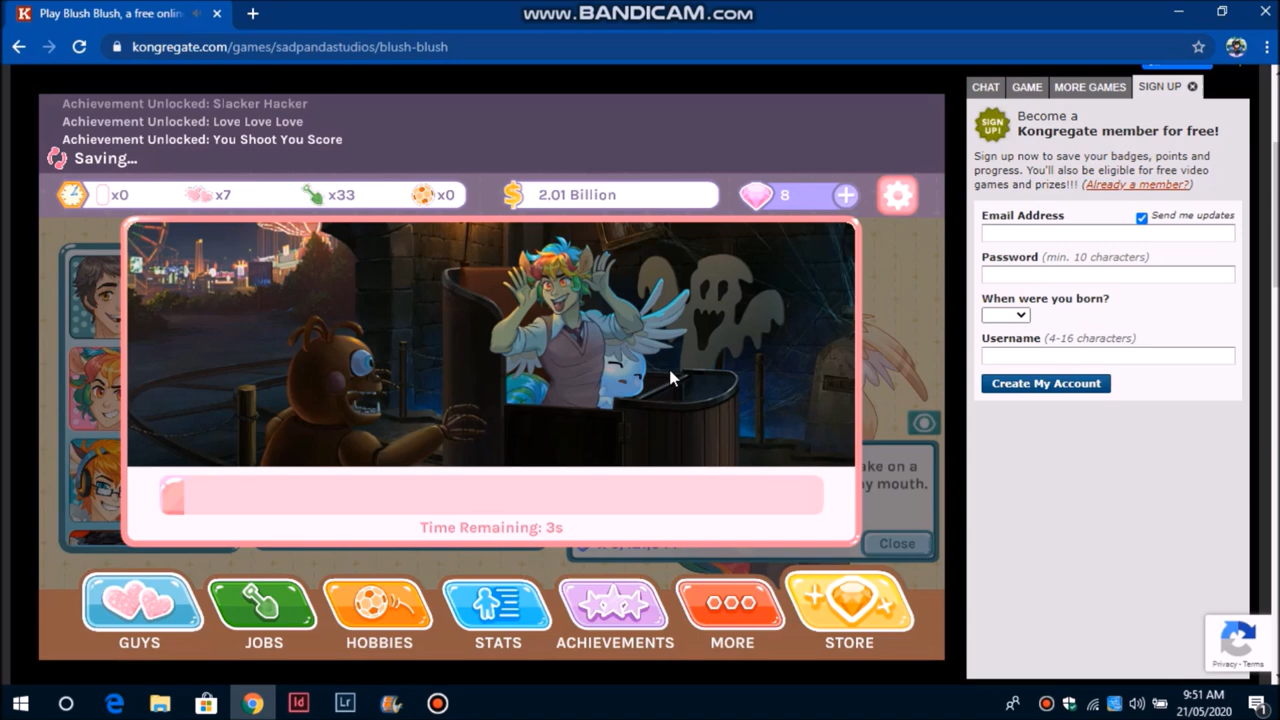 www.BANDICAM.com
Play Blush Blush, a free onlin
kongregate.com/games/sadpandastudios/blush-blush
Achievement Unlocked: Slacker Hacker
Achievement Unlocked: Love Love Love
Achievement Unlocked: You Shoot You Score
Saving...
x0 x7 x33 x0 2.01 Billion 8
Time Remaining: 3s
ake on a
y mouth.
Close
GUYS JOBS HOBBIES STATS ACHIEVEMENTS MORE STORE
CHAT GAME MORE GAMES SIGN UP
SIGN UP!
Become a
Kongregate member for free!
Sign up now to save your badges, points and
progress. You'll also be eligible for free video
games and prizes!!! (Already a member?)
Email Address Send me updates
Password (min. 10 characters)
When were you born?
Username (4-16 characters)
Create My Account
Privacy - Terms
9:51 AM
21/05/2020